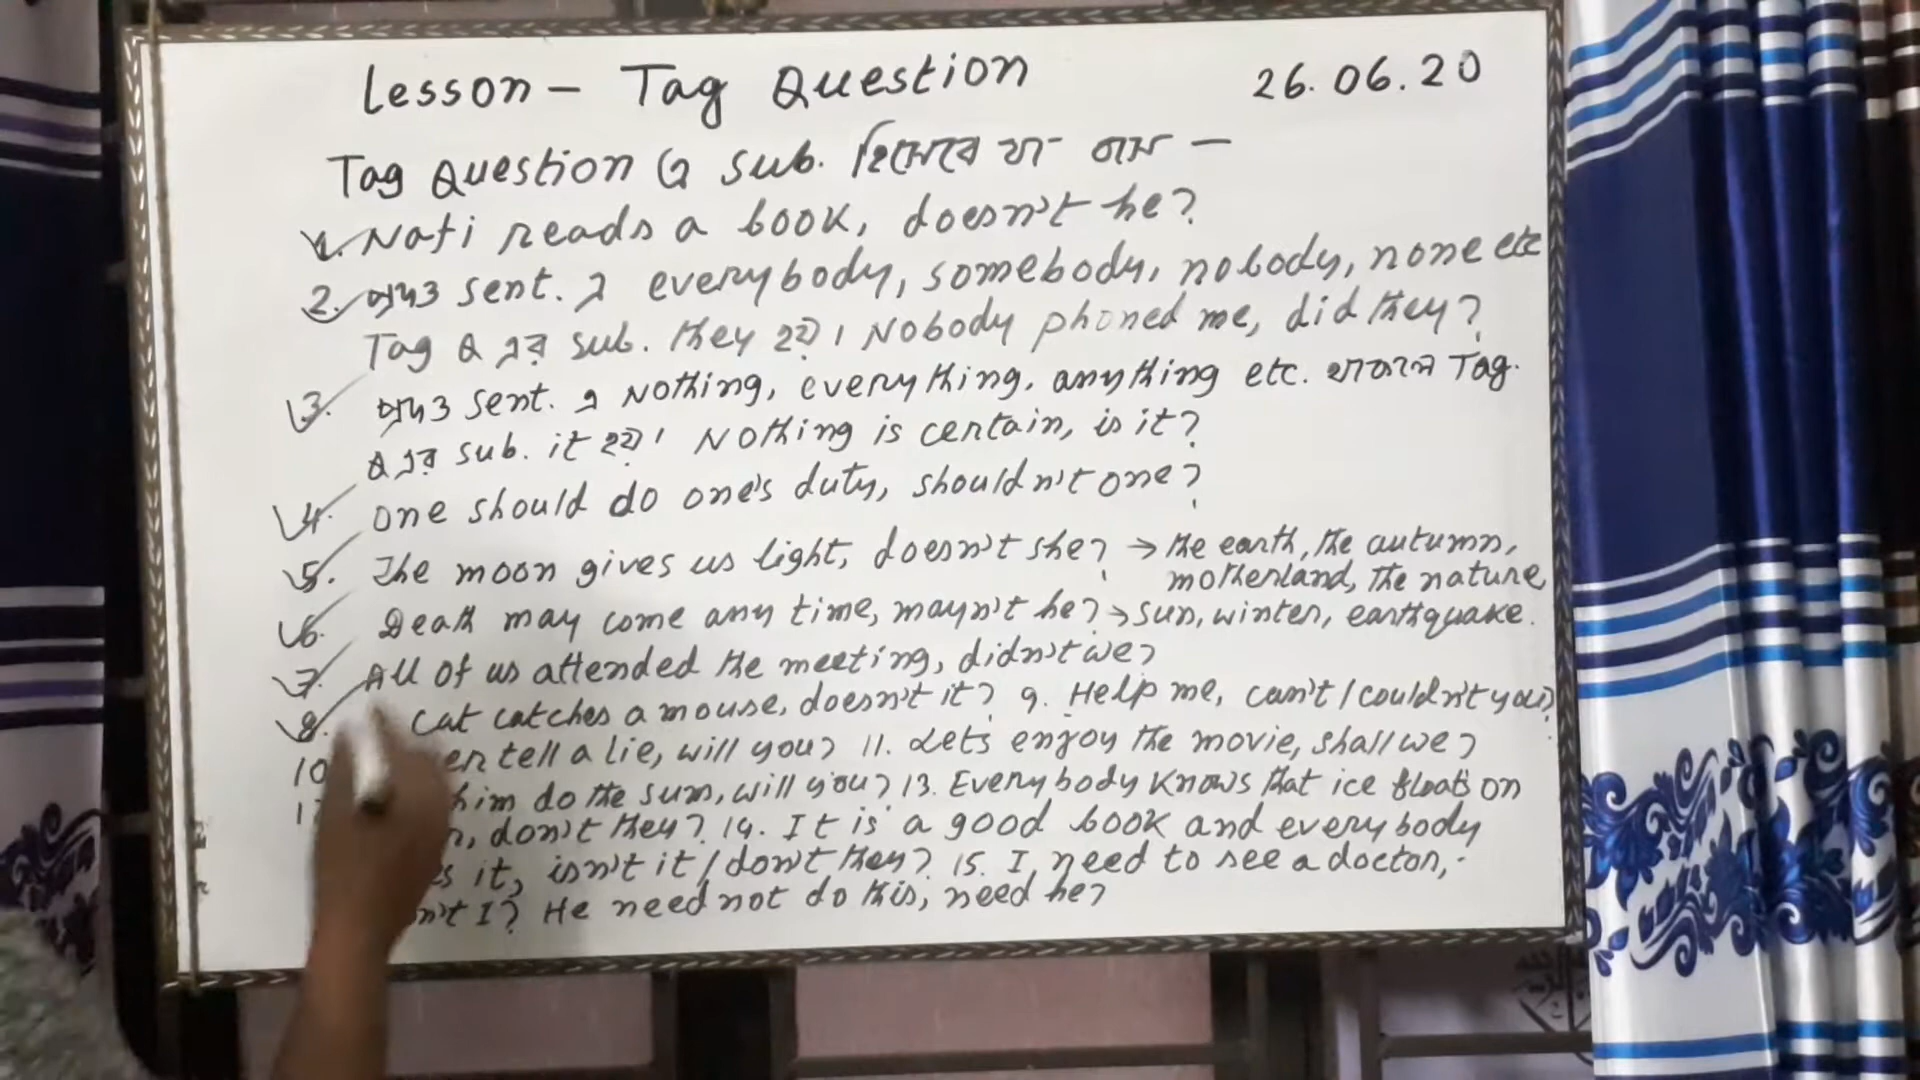 Lesson - Tag Question 26.06.20
Tag Question এ sub. হিসেবে যা বসে -
1. Nafi reads a book, doesn't he?
2. প্রদত্ত sent. এ everybody, somebody, nobody, none etc
Tag Q এর sub. they হয়। Nobody phoned me, did they?
3. প্রদত্ত sent. এ Nothing, everything, anything etc. থাকলে Tag.
Q এর sub. it হয়। Nothing is certain, is it?
4. One should do one's duty, shouldn't one?
5. The moon gives us light, doesn't she? → the earth, the autumn,
motherland, the nature
6. Death may come any time, mayn't he? → sun, winter, earthquake.
7. All of us attended the meeting, didn't we?
8. cat catches a mouse, doesn't it? 9. Help me, can't / couldn't you?
10 tell a lie, will you? 11. Lets enjoy the movie, shall we?
him do the sum, will you? 13. Everybody knows that ice floats on
don't they? 14. It is a good book and everybody
it, isn't it / don't they? 15. I need to see a doctor,
I? He need not do this, need he?